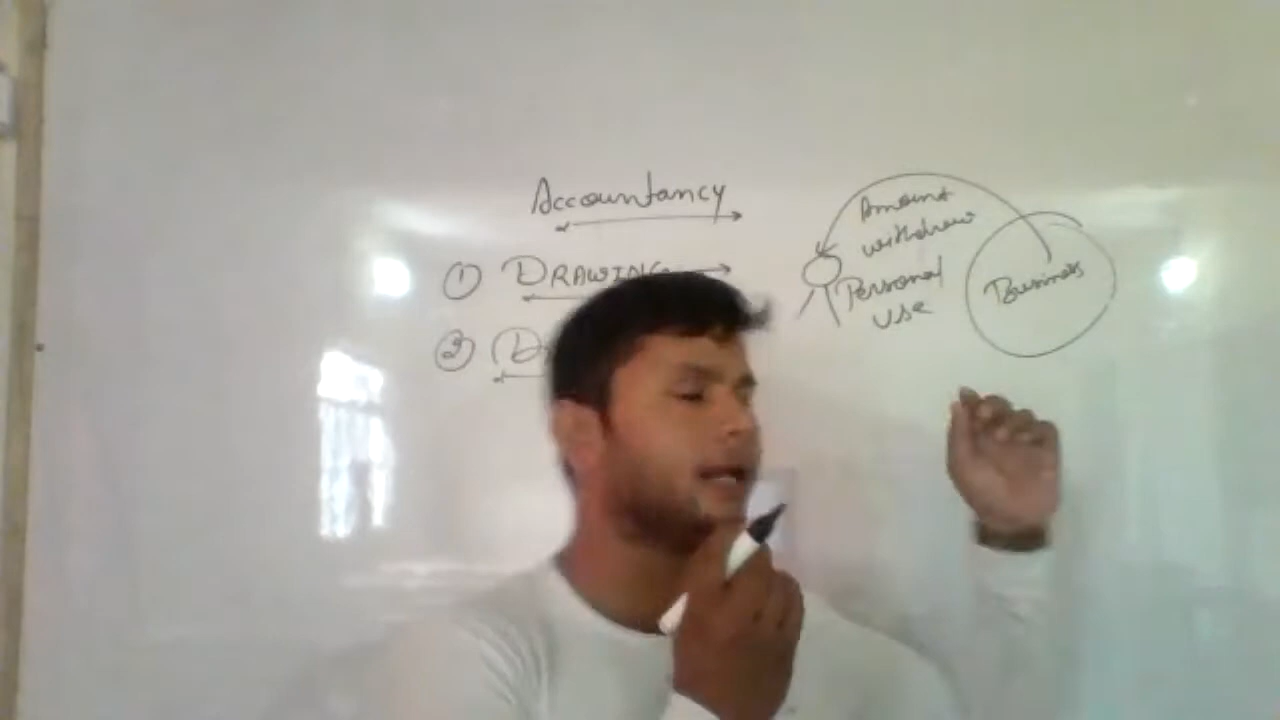 Accountancy
① DRAWING
②
Amount
withdraw
Personal
use
Business